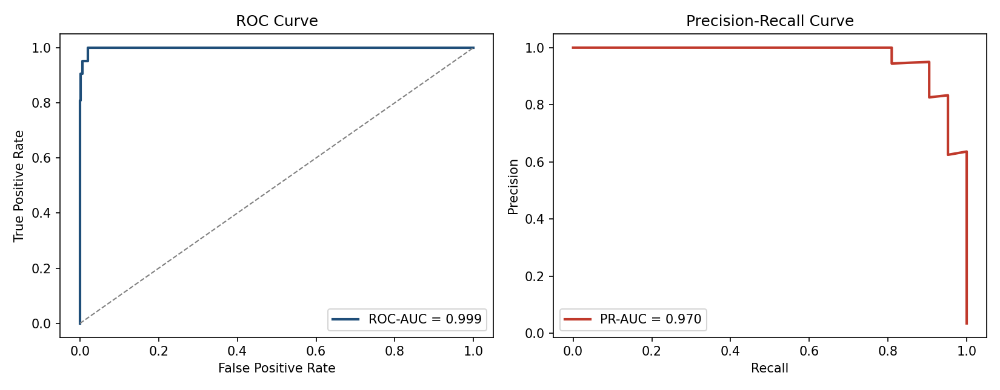 ROC Curve
True Positive Rate
1.0
0.8
0.6
0.4
0.2
0.0
0.0 0.2 0.4 0.6 0.8 1.0
False Positive Rate
ROC-AUC = 0.999
Precision-Recall Curve
Precision
1.0
0.8
0.6
0.4
0.2
0.0
0.0 0.2 0.4 0.6 0.8 1.0
Recall
PR-AUC = 0.970